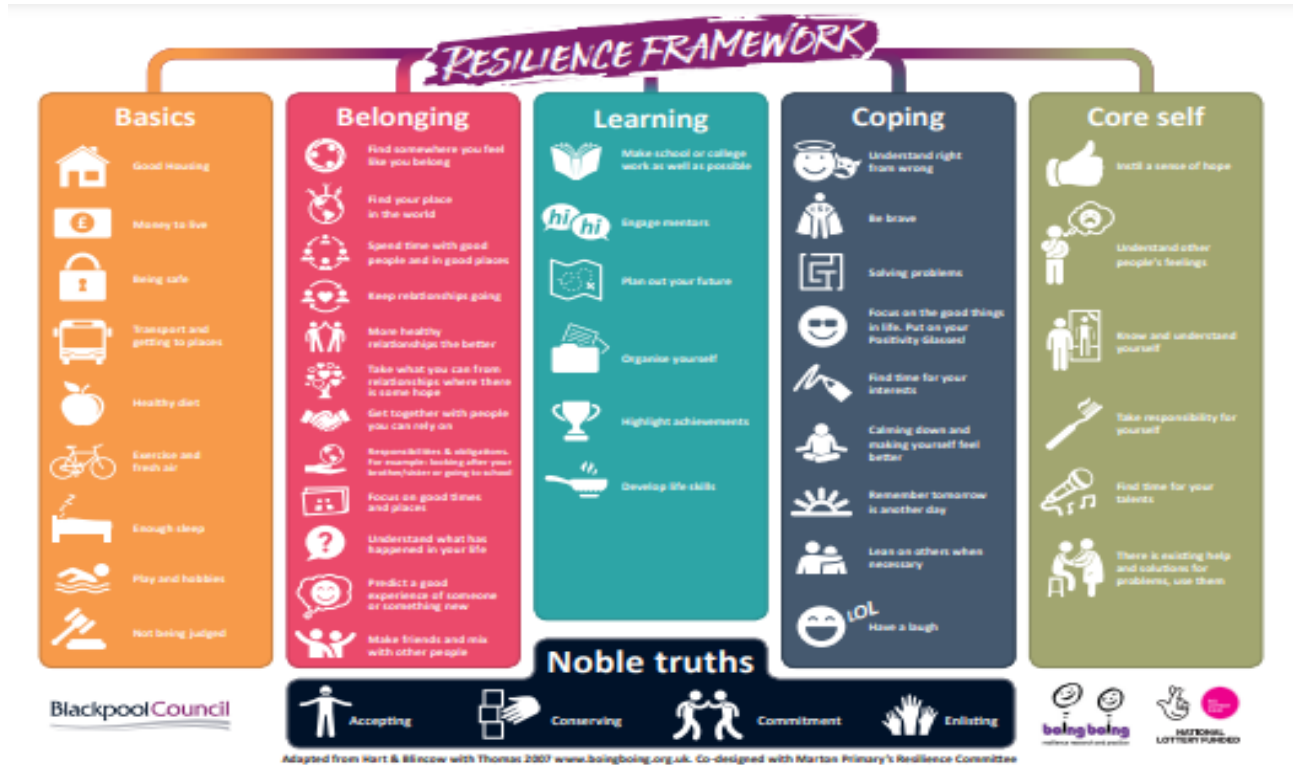 RESILIENCE FRAMEWORK
Basics
Good Housing
£
Money to live
Being safe
Transport and
getting to places
Healthy diet
Exercise and
fresh air
Enough sleep
Play and hobbies
Not being judged
Belonging
Find somewhere you feel
like you belong
Find your place
in the world
Spend time with good
people and in good places
Keep relationships going
More healthy
relationships the better
Take what you can from
relationships where there
is some hope
Get together with people
you can rely on
Responsibilities & obligations.
For example: looking after your
brother/sister or going to school
Focus on good times
and places
?
Understand what has
happened in your life
Predict a good
experience of someone
or something new
Make friends and mix
with other people
Learning
Make school or college
work as well as possible
hi hi
Engage mentors
Plan out your future
Organise yourself
Highlight achievements
Develop life skills
Coping
Understand right
from wrong
Be brave
Solving problems
Focus on the good things
in life. Put on your
Positivity Glasses!
Find time for your
interests
Calming down and
making yourself feel
better
Remember tomorrow
is another day
Lean on others when
necessary
LOL
Have a laugh
Core self
Instil a sense of hope
Understand other
people's feelings
Know and understand
yourself
Take responsibility for
yourself
Find time for your
talents
There is existing help
and solutions for
problems, use them
Noble truths
Accepting
Conserving
Commitment
Enlisting
Blackpool Council
boingboing
resilience research and practice
NATIONAL
LOTTERY FUNDED
Adapted from Hart & Blincow with Thomas 2007 www.boingboing.org.uk. Co-designed with Marton Primary's Resilience Committee